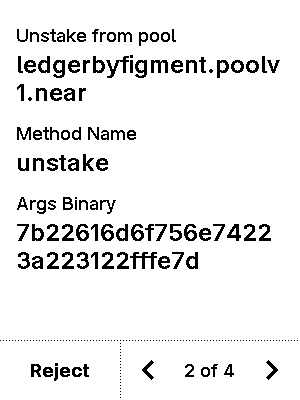 Unstake from pool
ledgerbyfigment.poolv
1.near
Method Name
unstake
Args Binary
7b22616d6f756e7422
3a223122fffe7d
Reject
2 of 4